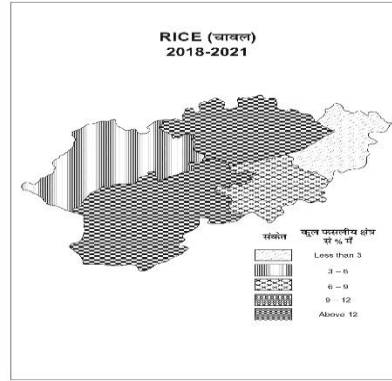 RICE (चावल)
2018-2021
संकेत
कुल फसलीय क्षेत्र
से % में
Less than 3
3 – 6
6 – 9
9 – 12
Above 12